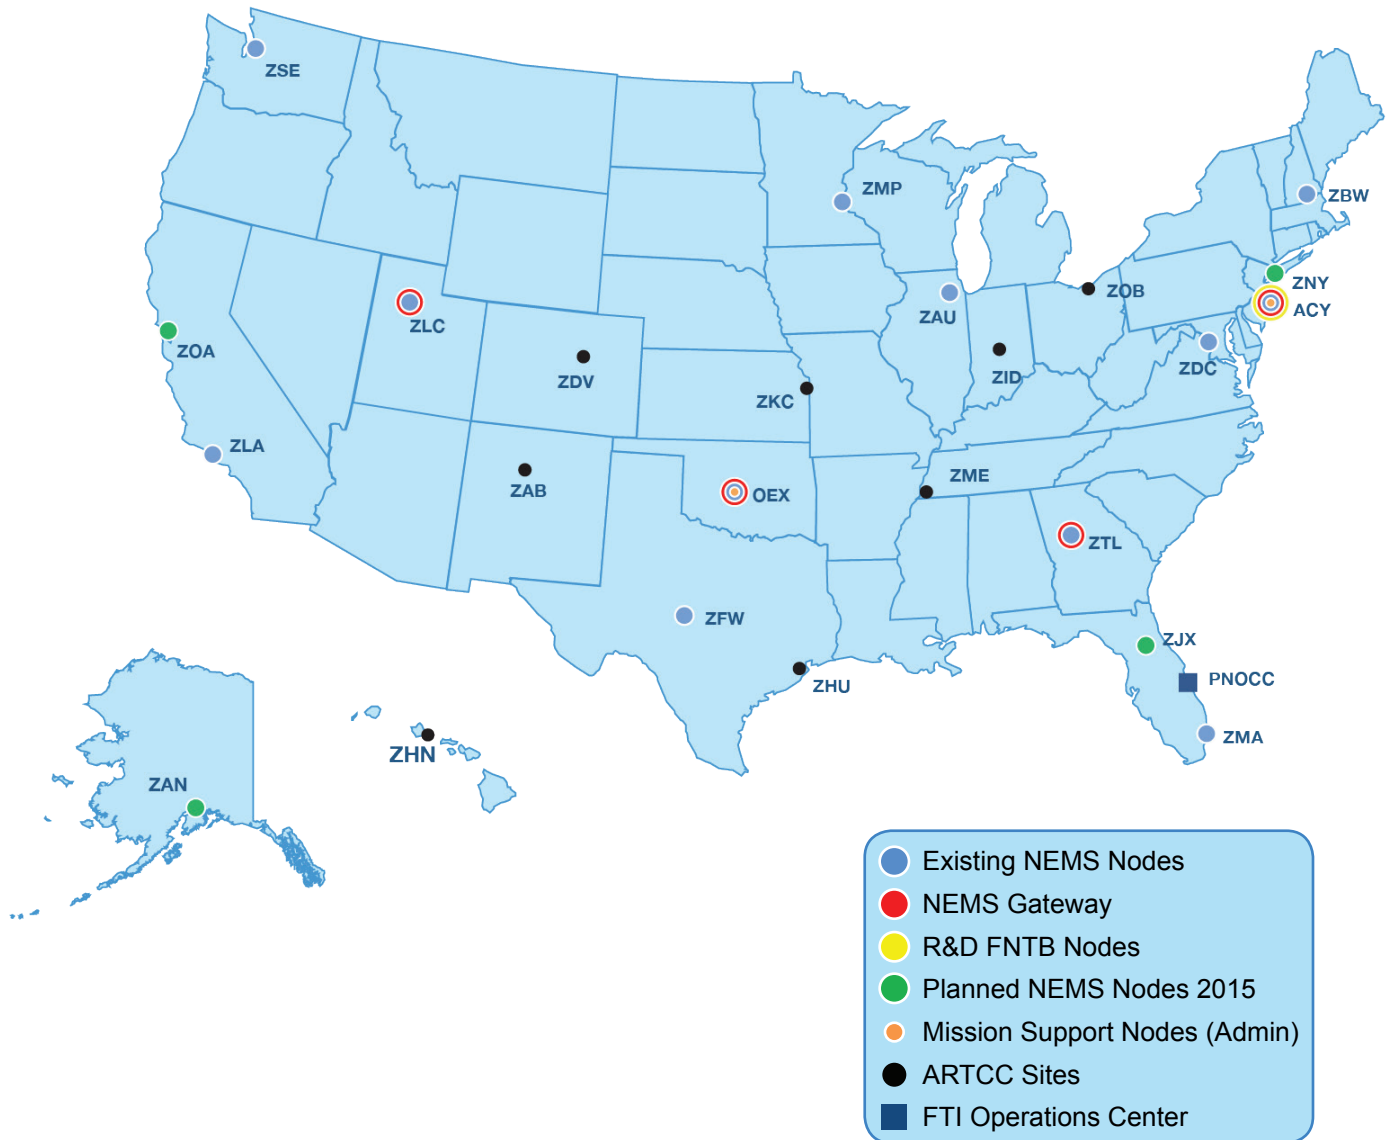 ZSE
ZMP
ZBW
ZNY
ZOB
ACY
ZAU
ZLC
ZOA
ZDV
ZID
ZDC
ZKC
ZLA
ZAB
ZME
OEX
ZTL
ZFW
ZJX
ZHU
PNOCC
ZMA
ZHN
ZAN
Existing NEMS Nodes
NEMS Gateway
R&D FNTB Nodes
Planned NEMS Nodes 2015
Mission Support Nodes (Admin)
ARTCC Sites
FTI Operations Center